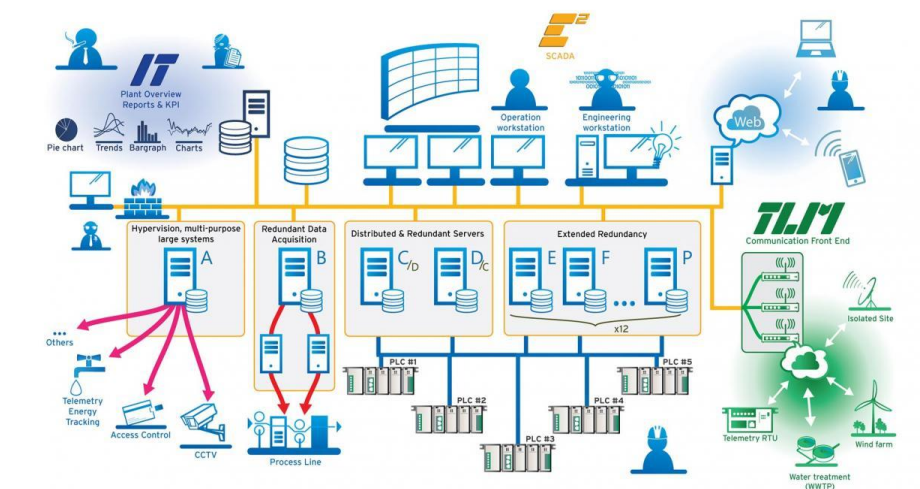 IT
Plant Overview
Reports & KPI
Pie chart
Trends
Bargraph
Charts
E²
SCADA
Operation
workstation
Engineering
workstation
Web
Hypervision, multi-purpose
large systems
A
Redundant Data
Acquisition
B
Distributed & Redundant Servers
C/D
D/C
Extended Redundancy
E
F
P
...
x12
TLM
Communication Front End
Isolated Site
...
Others
Telemetry
Energy
Tracking
Access Control
CCTV
Process Line
PLC #1
PLC #2
PLC #3
PLC #4
PLC #5
Telemetry RTU
Water treatment
(WWTP)
Wind farm